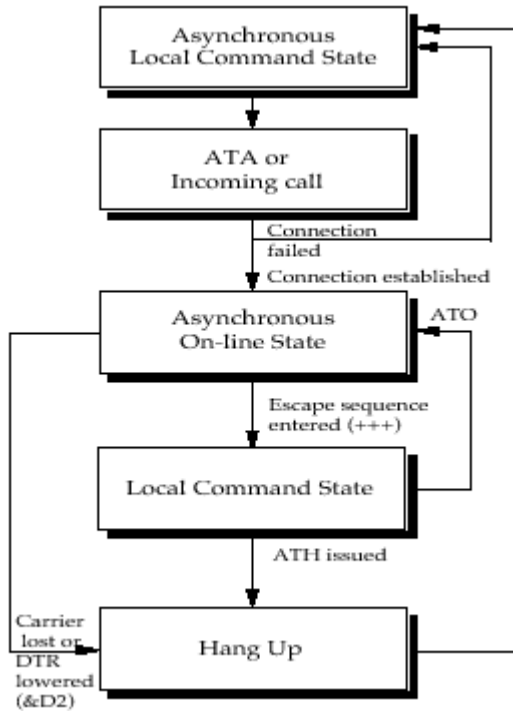 Asynchronous
Local Command State
ATA or
Incoming call
Connection
failed
Connection established
Asynchronous
On-line State
ATO
Escape sequence
entered (+++)
Local Command State
ATH issued
Carrier
lost or
DTR
lowered
(&D2)
Hang Up